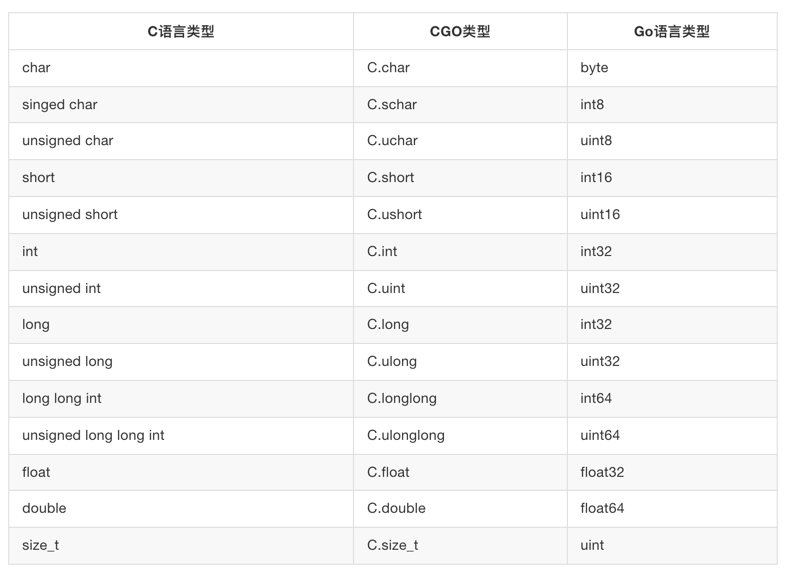 C语言类型 CGO类型 Go语言类型
char C.char byte
singed char C.schar int8
unsigned char C.uchar uint8
short C.short int16
unsigned short C.ushort uint16
int C.int int32
unsigned int C.uint uint32
long C.long int32
unsigned long C.ulong uint32
long long int C.longlong int64
unsigned long long int C.ulonglong uint64
float C.float float32
double C.double float64
size_t C.size_t uint